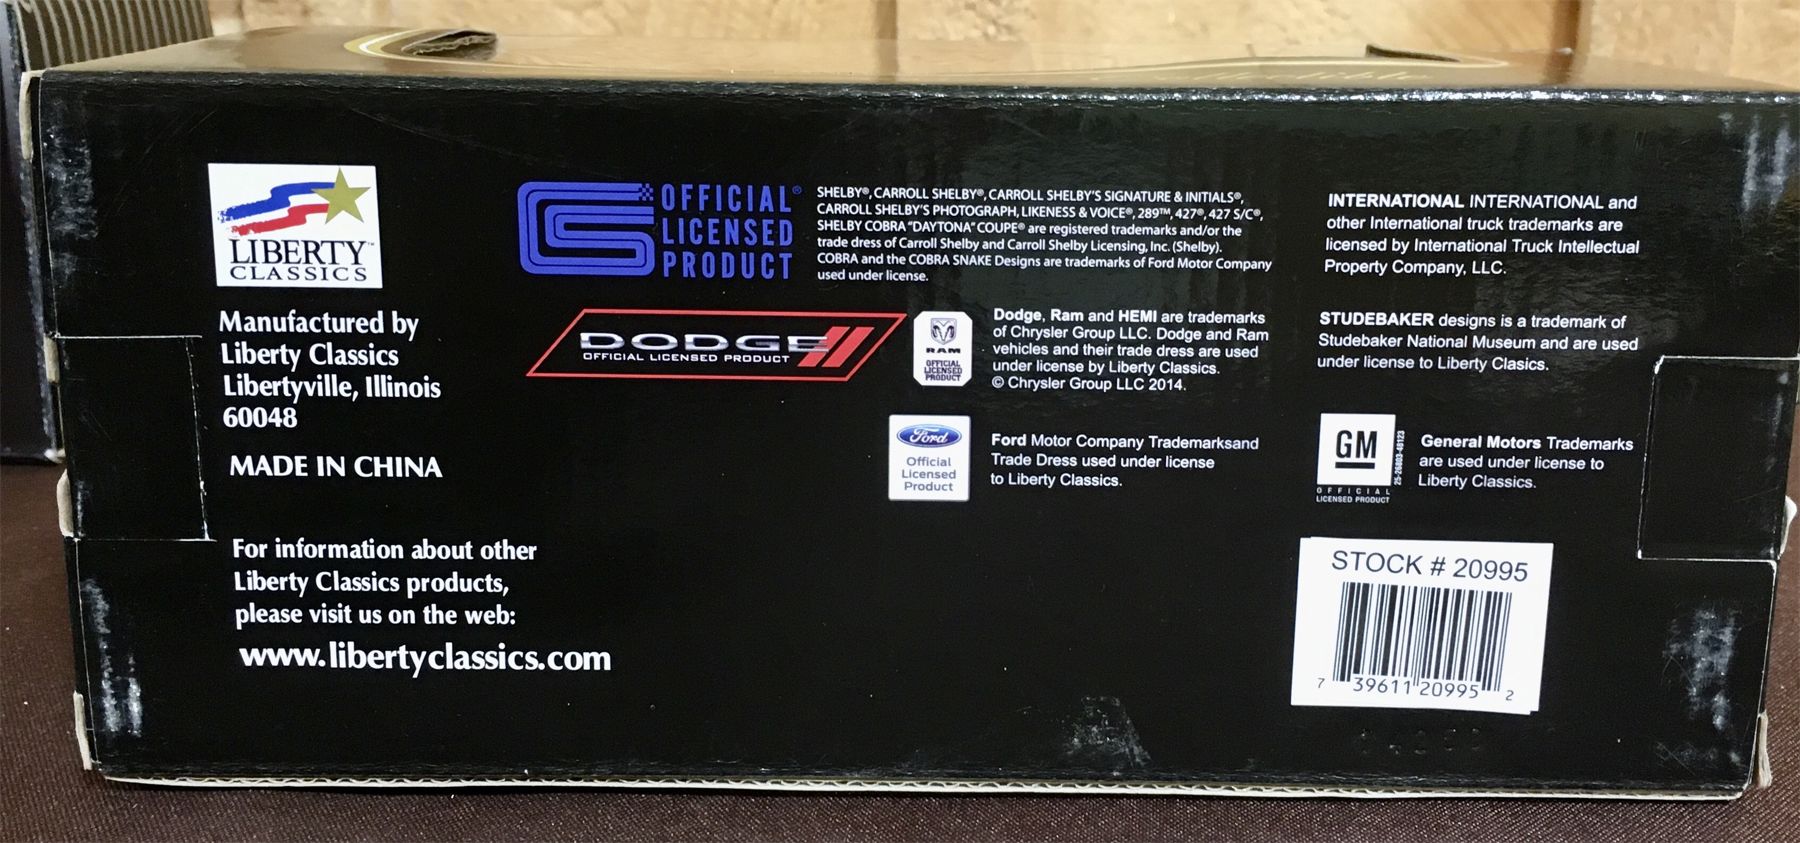 LIBERTY™
CLASSICS
Manufactured by
Liberty Classics
Libertyville, Illinois
60048
MADE IN CHINA
For information about other
Liberty Classics products,
please visit us on the web:
www.libertyclassics.com
OFFICIAL®
LICENSED
PRODUCT
SHELBY®, CARROLL SHELBY®, CARROLL SHELBY'S SIGNATURE & INITIALS®,
CARROLL SHELBY'S PHOTOGRAPH, LIKENESS & VOICE®, 289™, 427®, 427 S/C®,
SHELBY COBRA "DAYTONA" COUPE® are registered trademarks and/or the
trade dress of Carroll Shelby and Carroll Shelby Licensing, Inc. (Shelby).
COBRA and the COBRA SNAKE Designs are trademarks of Ford Motor Company
used under license.
DODGE
OFFICIAL LICENSED PRODUCT
RAM
OFFICIAL
LICENSED
PRODUCT
Dodge, Ram and HEMI are trademarks
of Chrysler Group LLC. Dodge and Ram
vehicles and their trade dress are used
under license by Liberty Classics.
© Chrysler Group LLC 2014.
Ford
Official
Licensed
Product
Ford Motor Company Trademarksand
Trade Dress used under license
to Liberty Classics.
INTERNATIONAL INTERNATIONAL and
other International truck trademarks are
licensed by International Truck Intellectual
Property Company, LLC.
STUDEBAKER designs is a trademark of
Studebaker National Museum and are used
under license to Liberty Clasics.
GM
OFFICIAL
LICENSED PRODUCT
General Motors Trademarks
are used under license to
Liberty Classics.
STOCK # 20995
7 39611 20995 2